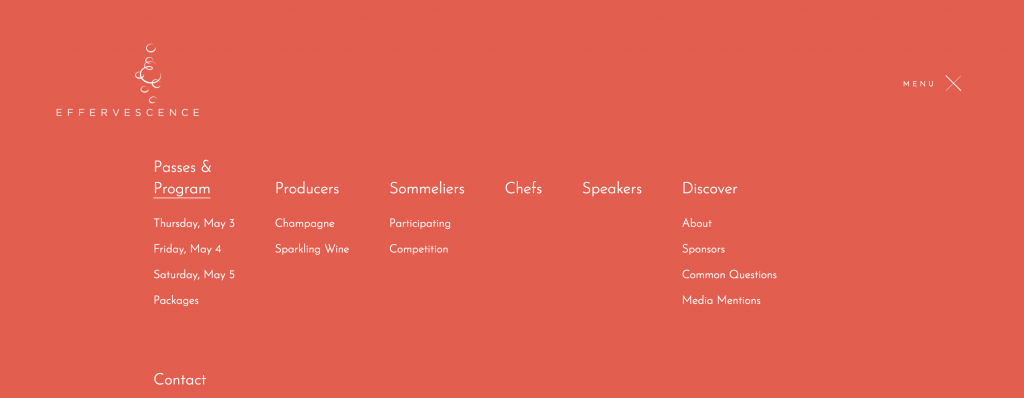 EFFERVESCENCE
MENU
Passes &
Program
Thursday, May 3
Friday, May 4
Saturday, May 5
Packages
Producers
Champagne
Sparkling Wine
Sommeliers
Participating
Competition
Chefs
Speakers
Discover
About
Sponsors
Common Questions
Media Mentions
Contact